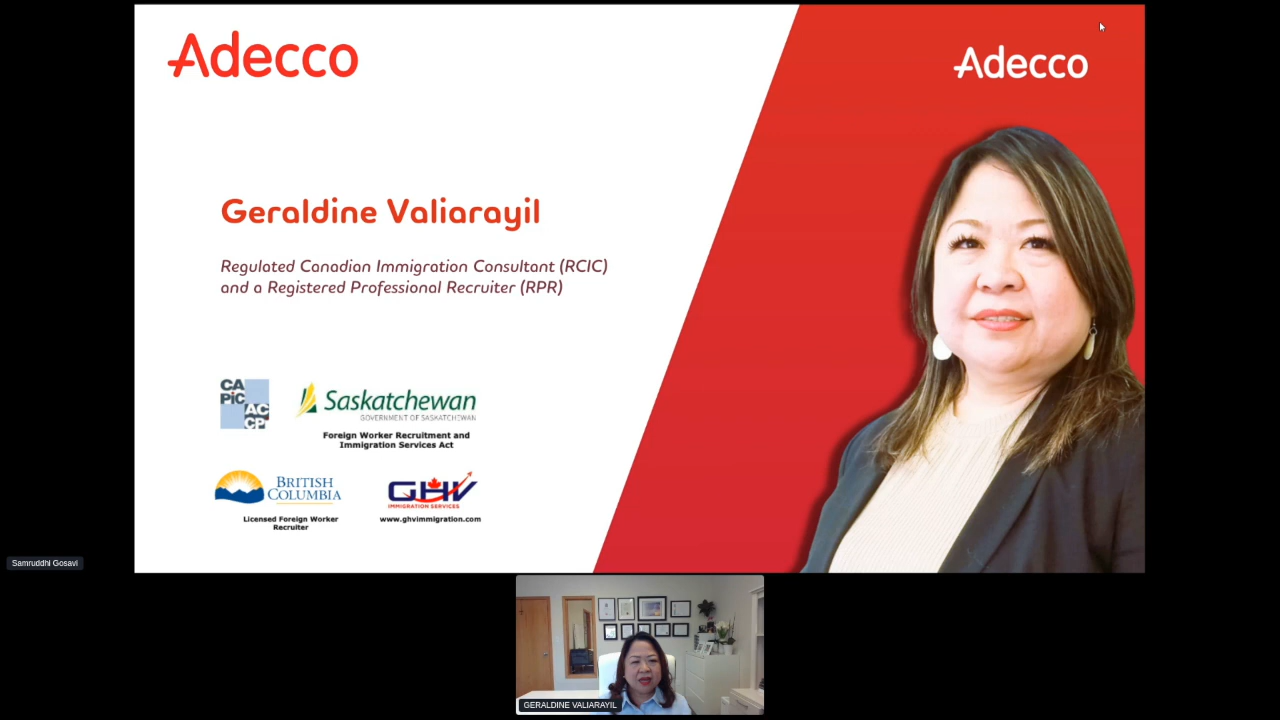 Adecco
Adecco
Geraldine Valiarayil
Regulated Canadian Immigration Consultant (RCIC)
and a Registered Professional Recruiter (RPR)
CA
PiC
AC
CP
Saskatchewan
GOVERNMENT OF SASKATCHEWAN
Foreign Worker Recruitment and
Immigration Services Act
BRITISH
COLUMBIA
Licensed Foreign Worker
Recruiter
GHV
IMMIGRATION SERVICES
www.ghvimmigration.com
Samruddhi Gosavi
GERALDINE VALIARAYIL